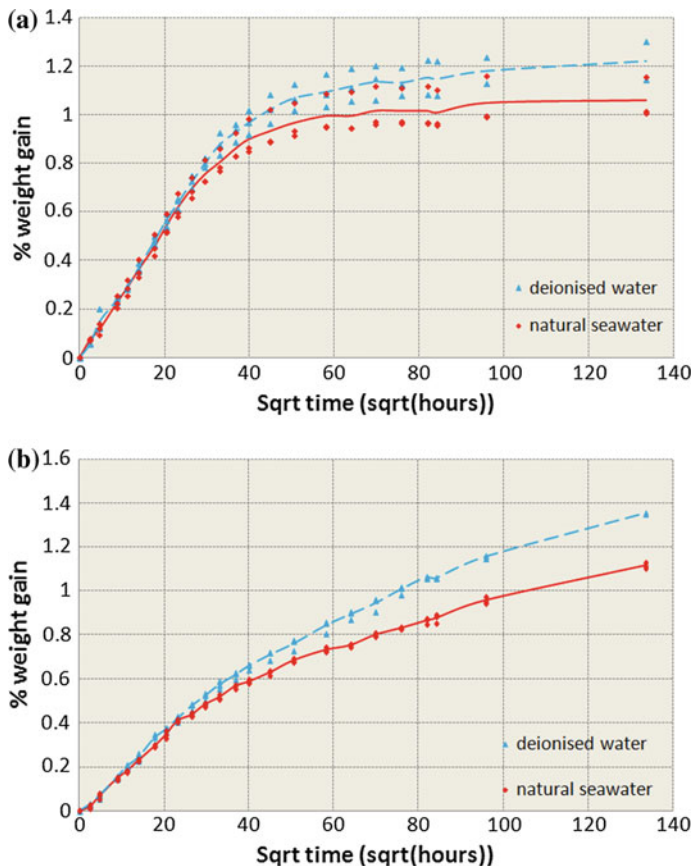 (a)
1.4
1.2
1
0.8
0.6
0.4
0.2
0
% weight gain
deionised water
natural seawater
0 20 40 60 80 100 120 140
Sqrt time (sqrt(hours))
(b)
1.6
1.4
1.2
1
0.8
0.6
0.4
0.2
0
% weight gain
deionised water
natural seawater
0 20 40 60 80 100 120 140
Sqrt time (sqrt(hours))